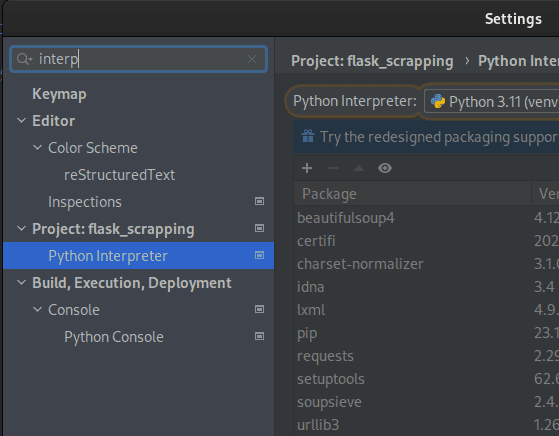 Settings
interp
Keymap
Editor
Color Scheme
reStructuredText
Inspections
Project: flask_scrapping
Python Interpreter
Build, Execution, Deployment
Console
Python Console
Project: flask_scrapping › Python Inte
Python Interpreter: Python 3.11 (venv
Try the redesigned packaging suppor
Package Ver
beautifulsoup4 4.12
certifi 202
charset-normalizer 3.1.0
idna 3.4
lxml 4.9.
pip 23.1
requests 2.29
setuptools 62.6
soupsieve 2.4.
urllib3 1.26